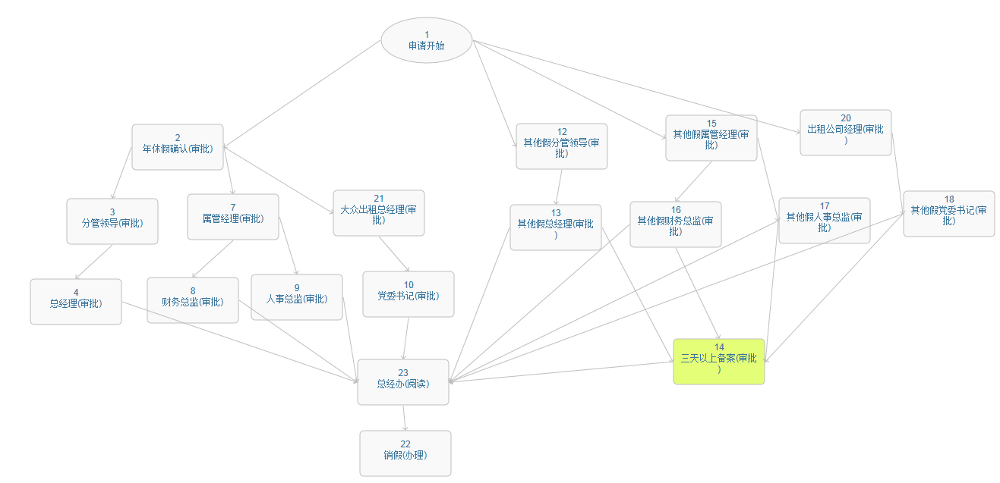 1
申请开始
2
年休假确认(审批)
12
其他假分管领导(审
批)
15
其他假属管经理(审
批)
20
出租公司经理(审批
)
3
分管领导(审批)
7
属管经理(审批)
21
大众出租总经理(审
批)
13
其他假总经理(审批
)
16
其他假财务总监(审
批)
17
其他假人事总监(审
批)
18
其他假党委书记(审
批)
4
总经理(审批)
8
财务总监(审批)
9
人事总监(审批)
10
党委书记(审批)
14
三天以上备案(审批
)
23
总经办(阅读)
22
销假(办理)